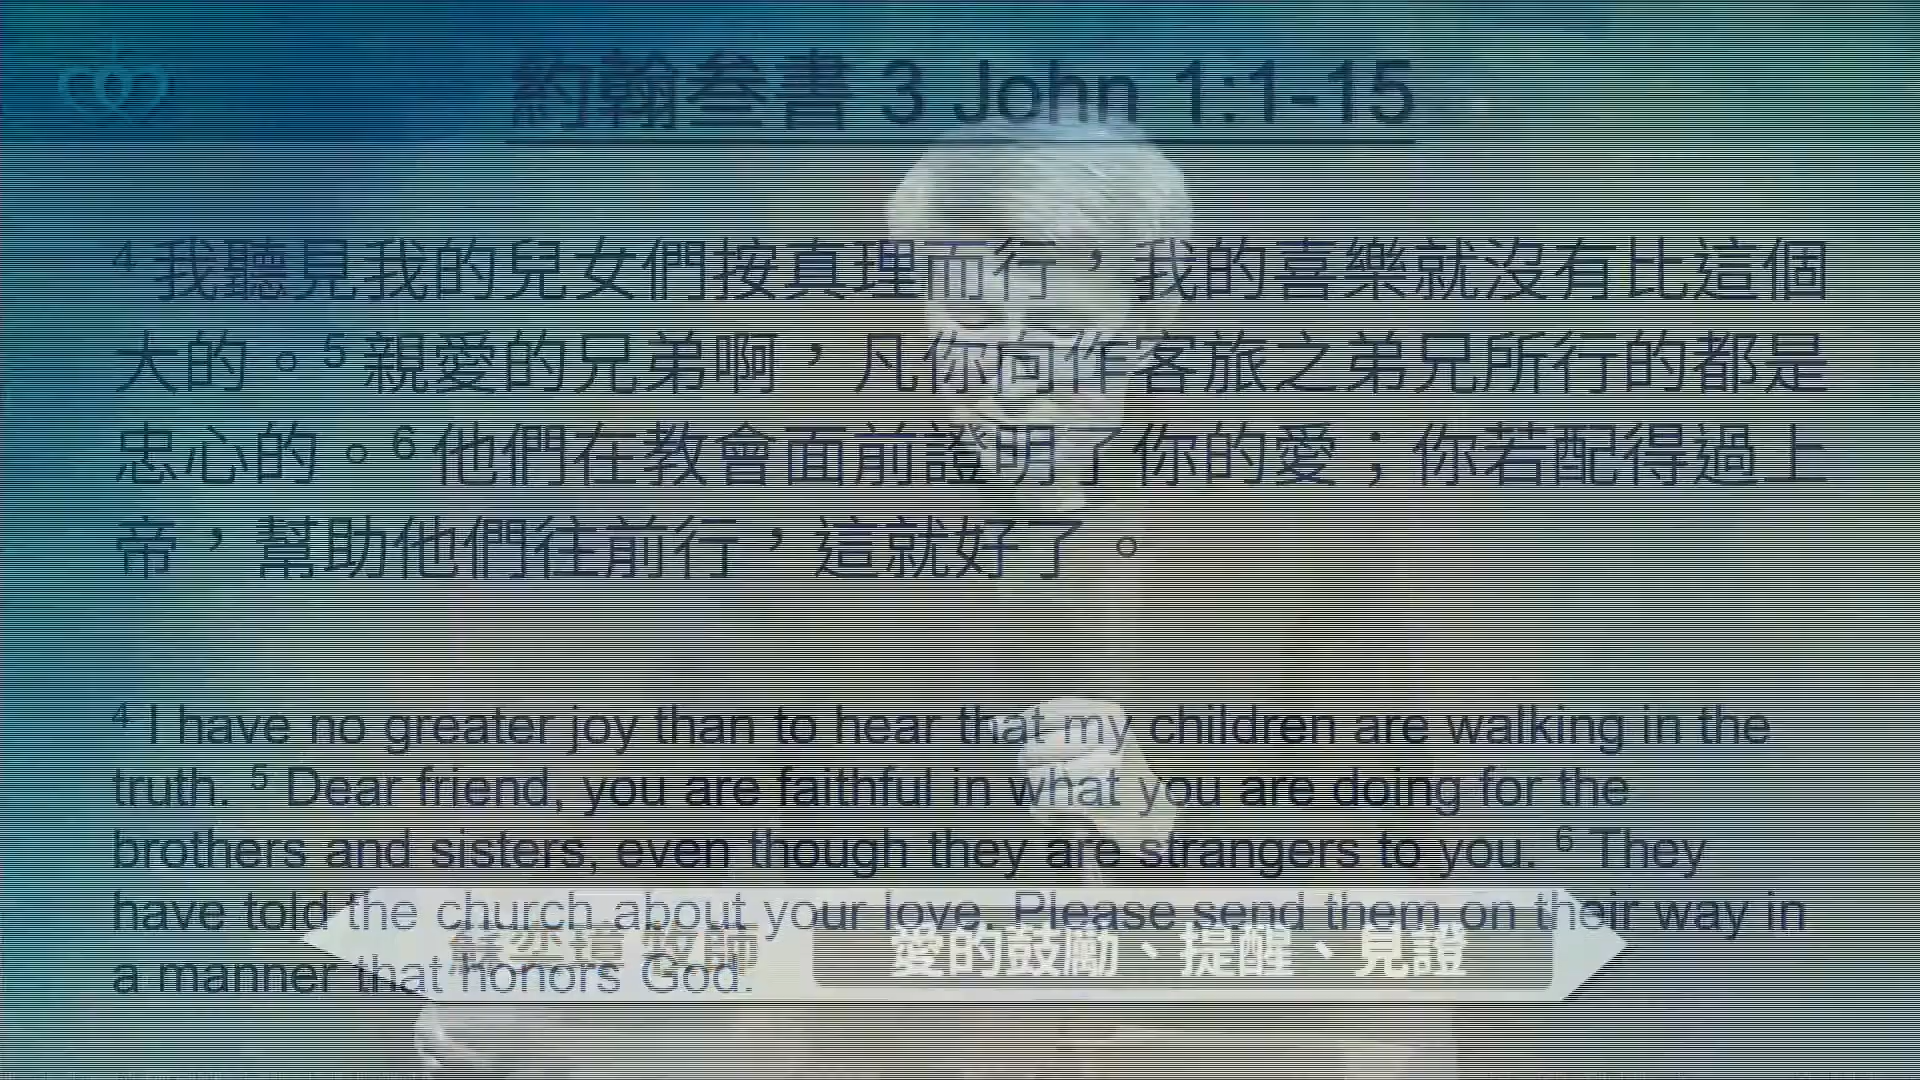 約翰叁書 3 John 1:1-15
4 我聽見我的兒女們按真理而行，我的喜樂就沒有比這個
大的。5 親愛的兄弟啊，凡你向作客旅之弟兄所行的都是
忠心的。6 他們在教會面前證明了你的愛；你若配得過上
帝，幫助他們往前行，這就好了。
4 I have no greater joy than to hear that my children are walking in the
truth. 5 Dear friend, you are faithful in what you are doing for the
brothers and sisters, even though they are strangers to you. 6 They
have told the church about your love. Please send them on their way in
a manner that honors God.
牧師
愛的鼓勵、提醒、見證